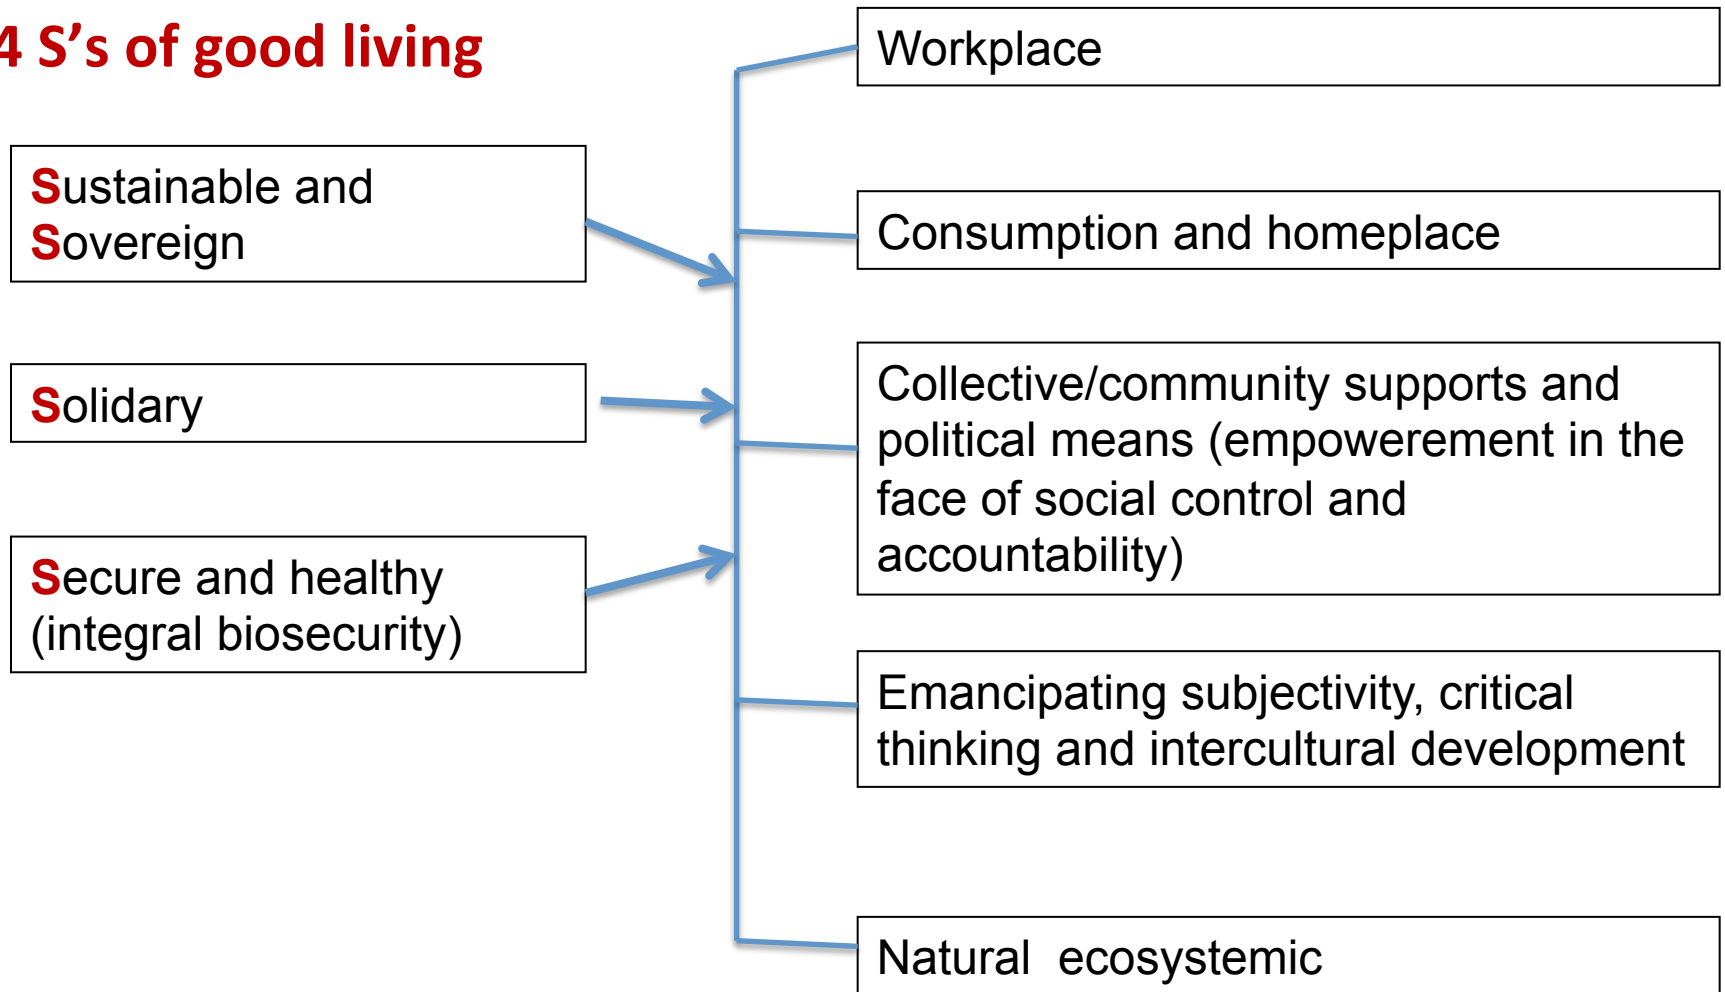 4 S’s of good living
Sustainable and
Sovereign
Solidary
Secure and healthy
(integral biosecurity)
Workplace
Consumption and homeplace
Collective/community supports and
political means (empowerement in the
face of social control and
accountability)
Emancipating subjectivity, critical
thinking and intercultural development
Natural  ecosystemic